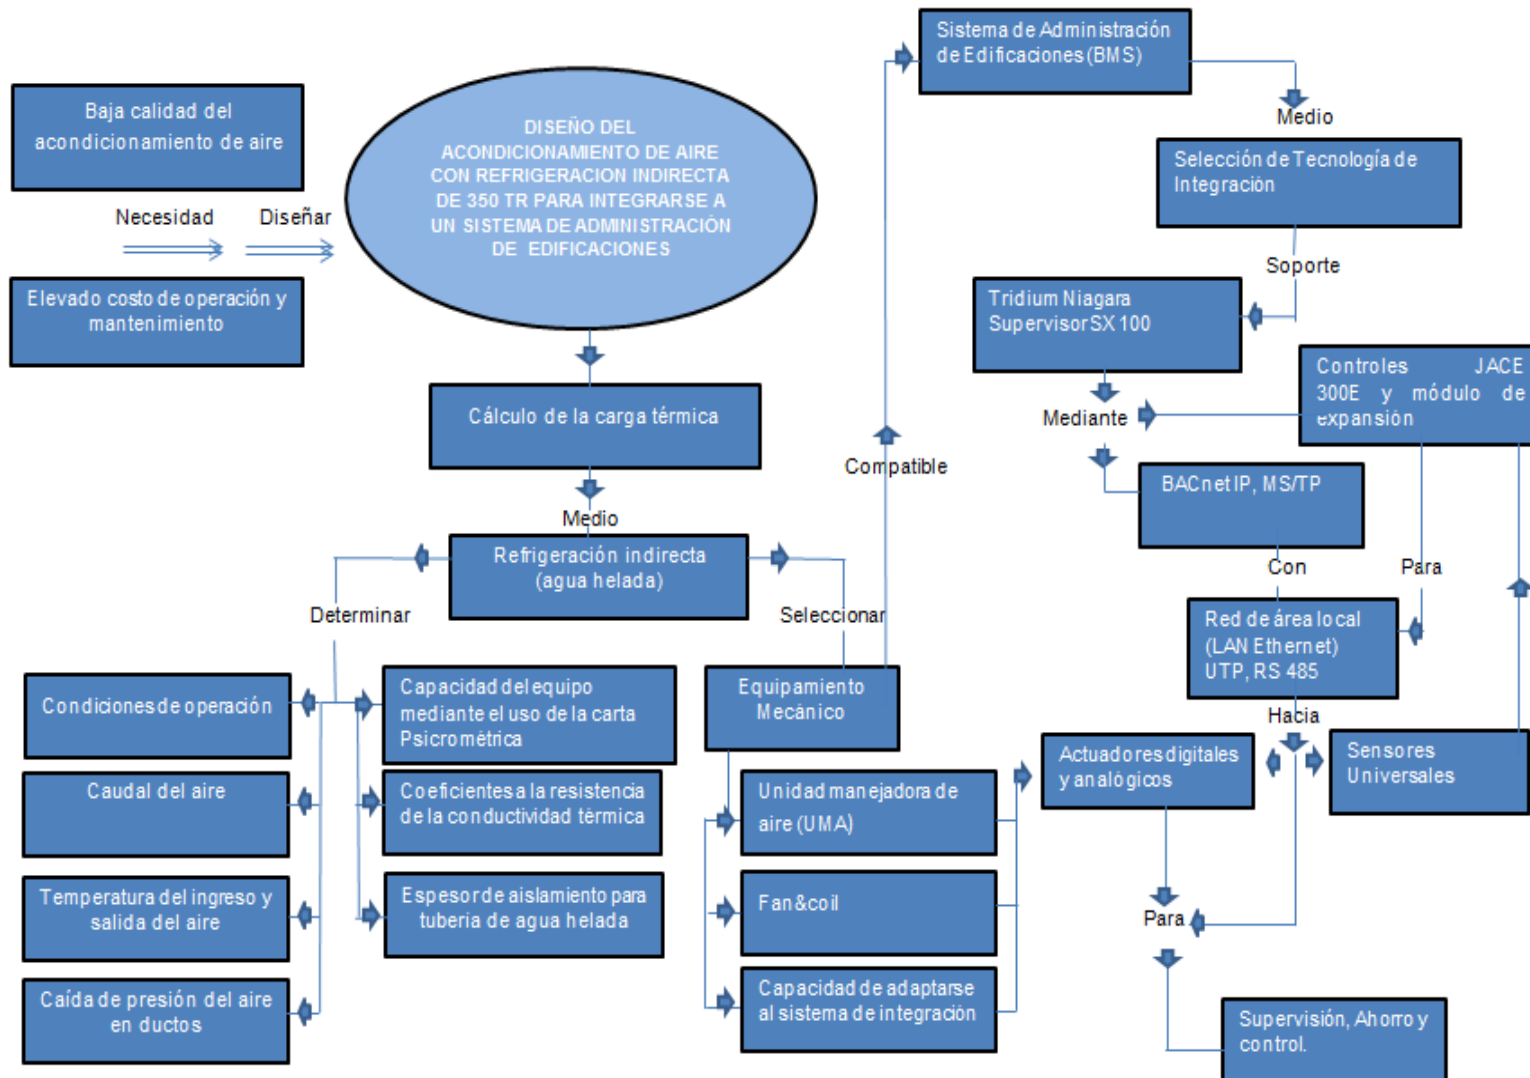 Baja calidad del
acondicionamiento de aire
Necesidad
Diseñar
Elevado costo de operación y
mantenimiento
DISEÑO DEL
ACONDICIONAMIENTO DE AIRE
CON REFRIGERACION INDIRECTA
DE 350 TR PARA INTEGRARSE A
UN SISTEMA DE ADMINISTRACIÓN
DE EDIFICACIONES
Cálculo de la carga térmica
Medio
Refrigeración indirecta
(agua helada)
Determinar
Seleccionar
Condiciones de operación
Caudal del aire
Temperatura del ingreso y
salida del aire
Caída de presión del aire
en ductos
Capacidad del equipo
mediante el uso de la carta
Psicrométrica
Coeficientes a la resistencia
de la conductividad térmica
Espesor de aislamiento para
tubería de agua helada
Equipamiento
Mecánico
Unidad manejadora de
aire (UMA)
Fan&coil
Capacidad de adaptarse
al sistema de integración
Compatible
Sistema de Administración
de Edificaciones (BMS)
Medio
Selección de Tecnología de
Integración
Soporte
Tridium Niagara
Supervisor SX 100
Mediante
Controles JACE
300E y módulo de
expansión
BACnet IP, MS/TP
Con
Para
Red de área local
(LAN Ethernet)
UTP, RS 485
Hacia
Actuadores digitales
y analógicos
Sensores
Universales
Para
Supervisión, Ahorro y
control.